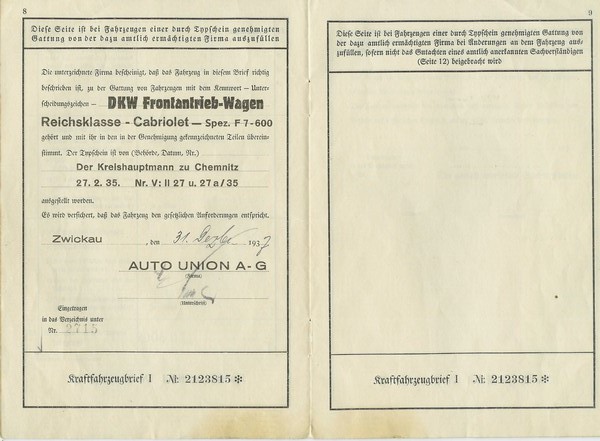 8
Diese Seite ist bei Fahrzeugen einer durch Typschein genehmigten
Gattung von der dazu amtlich ermächtigten Firma auszufüllen
Die unterzeichnete Firma bescheinigt, daß das Fahrzeug in diesem Brief richtig
beschrieben ist, zu der Gattung von Fahrzeugen mit dem Kennwort – Unter-
scheidungszeichen – DKW Frontantrieb-Wagen
Reichsklasse - Cabriolet — Spez. F 7-600
gehört und mit ihr in den in der Genehmigung gekennzeichneten Teilen überein-
stimmt. Der Typschein ist von (Behörde, Datum, Nr.)
Der Kreishauptmann zu Chemnitz
27. 2. 35. Nr. V: II 27 u. 27 a/35
ausgestellt worden.
Es wird versichert, daß das Fahrzeug den gesetzlichen Anforderungen entspricht.
Zwickau, den 31. Dezbr 1937
AUTO UNION A-G
(Firma)
(Unterschrift)
Eingetragen
in das Verzeichnis unter
Nr. 2715
Kraftfahrzeugbrief I № 2123815 ✻
9
Diese Seite ist bei Fahrzeugen einer durch Typschein genehmigten Gattung von
der dazu amtlich ermächtigten Firma bei Änderungen an dem Fahrzeug aus-
zufüllen, sofern nicht das Gutachten eines amtlich anerkannten Sachverständigen
(Seite 12) beigebracht wird
Kraftfahrzeugbrief I № 2123815 ✻